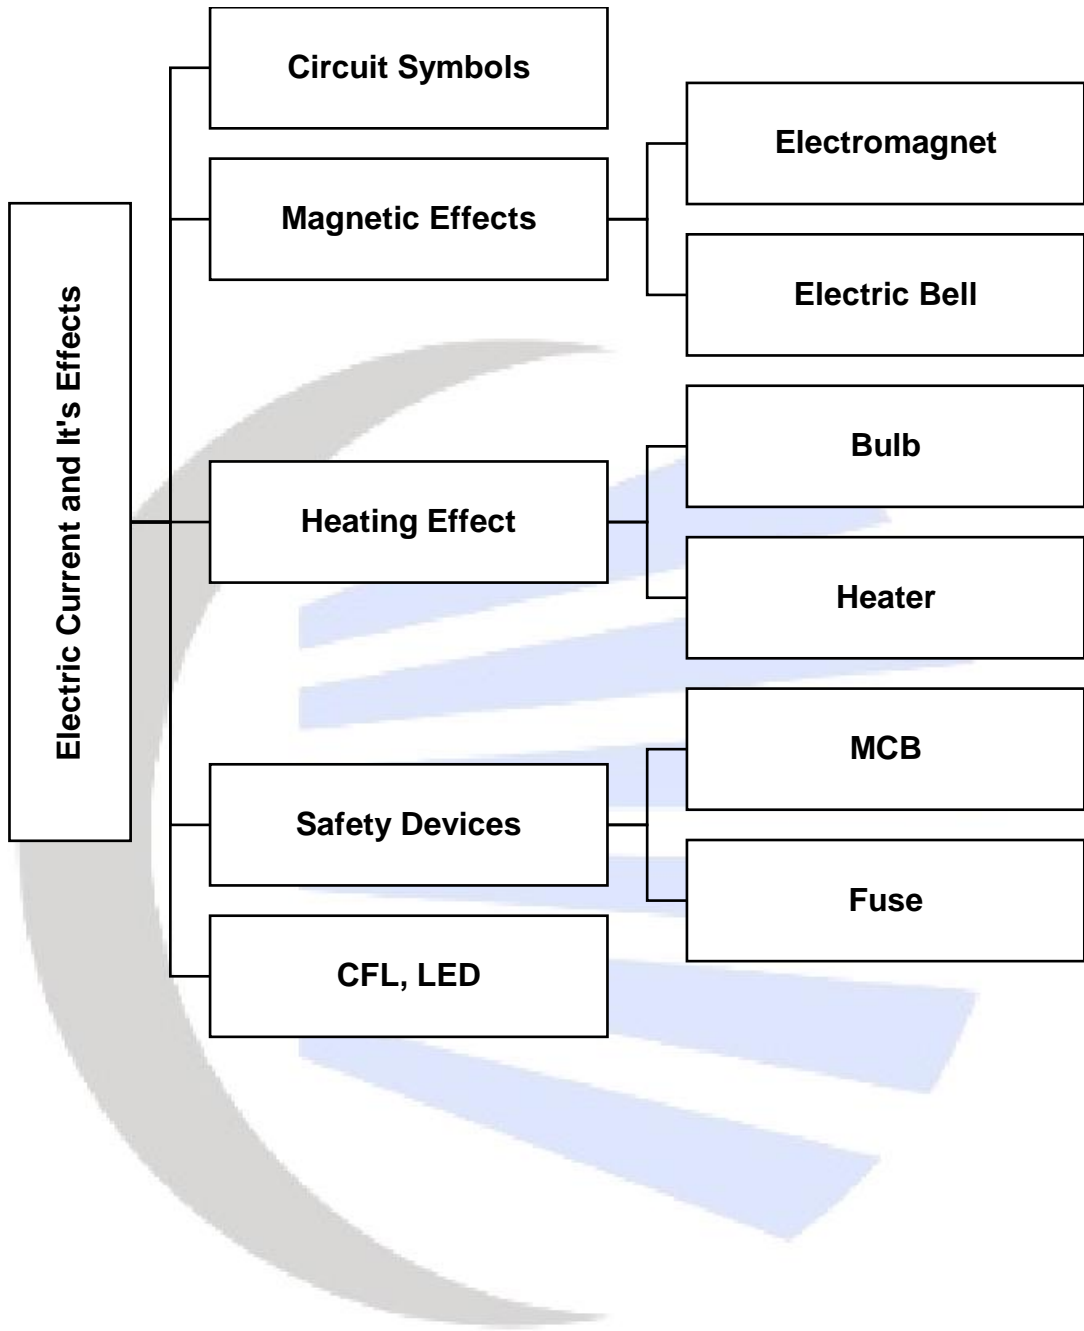 Electric Current and It's Effects
Circuit Symbols
Magnetic Effects
Electromagnet
Electric Bell
Heating Effect
Bulb
Heater
Safety Devices
MCB
Fuse
CFL, LED